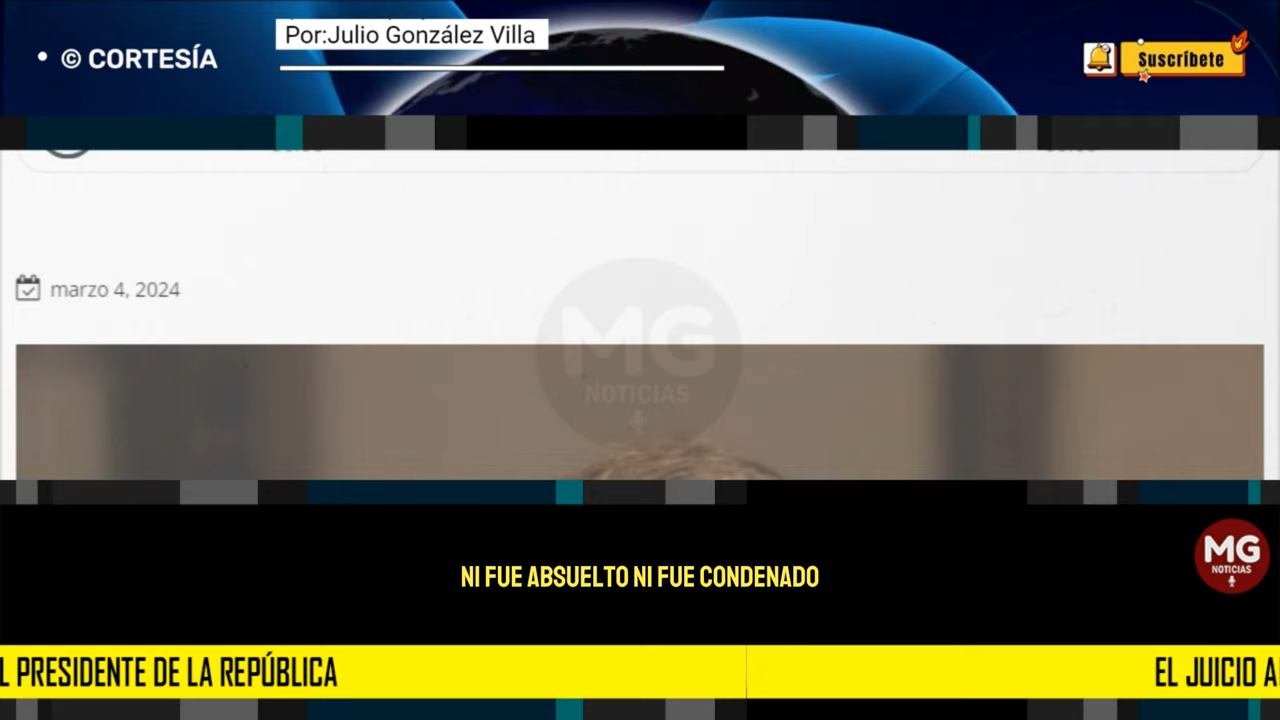 Por:Julio González Villa
• © CORTESÍA
Suscríbete
marzo 4, 2024
MG
NOTICIAS
NI FUE ABSUELTO NI FUE CONDENADO
MG
NOTICIAS
L PRESIDENTE DE LA REPÚBLICA
EL JUICIO A